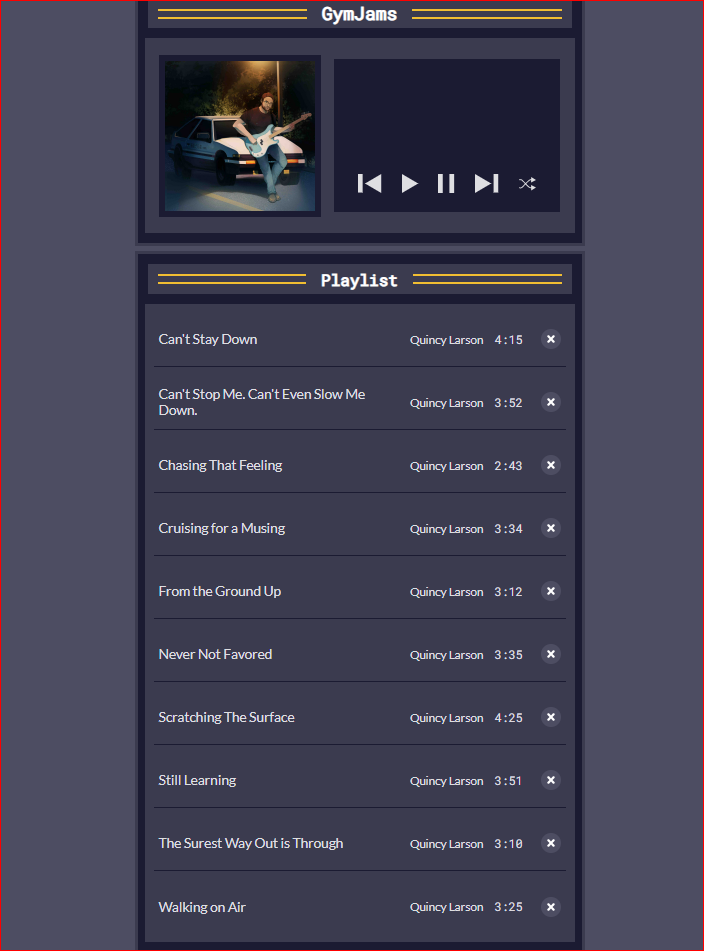 GymJams
Playlist
Can't Stay Down Quincy Larson 4:15
Can't Stop Me. Can't Even Slow Me
Down. Quincy Larson 3:52
Chasing That Feeling Quincy Larson 2:43
Cruising for a Musing Quincy Larson 3:34
From the Ground Up Quincy Larson 3:12
Never Not Favored Quincy Larson 3:35
Scratching The Surface Quincy Larson 4:25
Still Learning Quincy Larson 3:51
The Surest Way Out is Through Quincy Larson 3:10
Walking on Air Quincy Larson 3:25